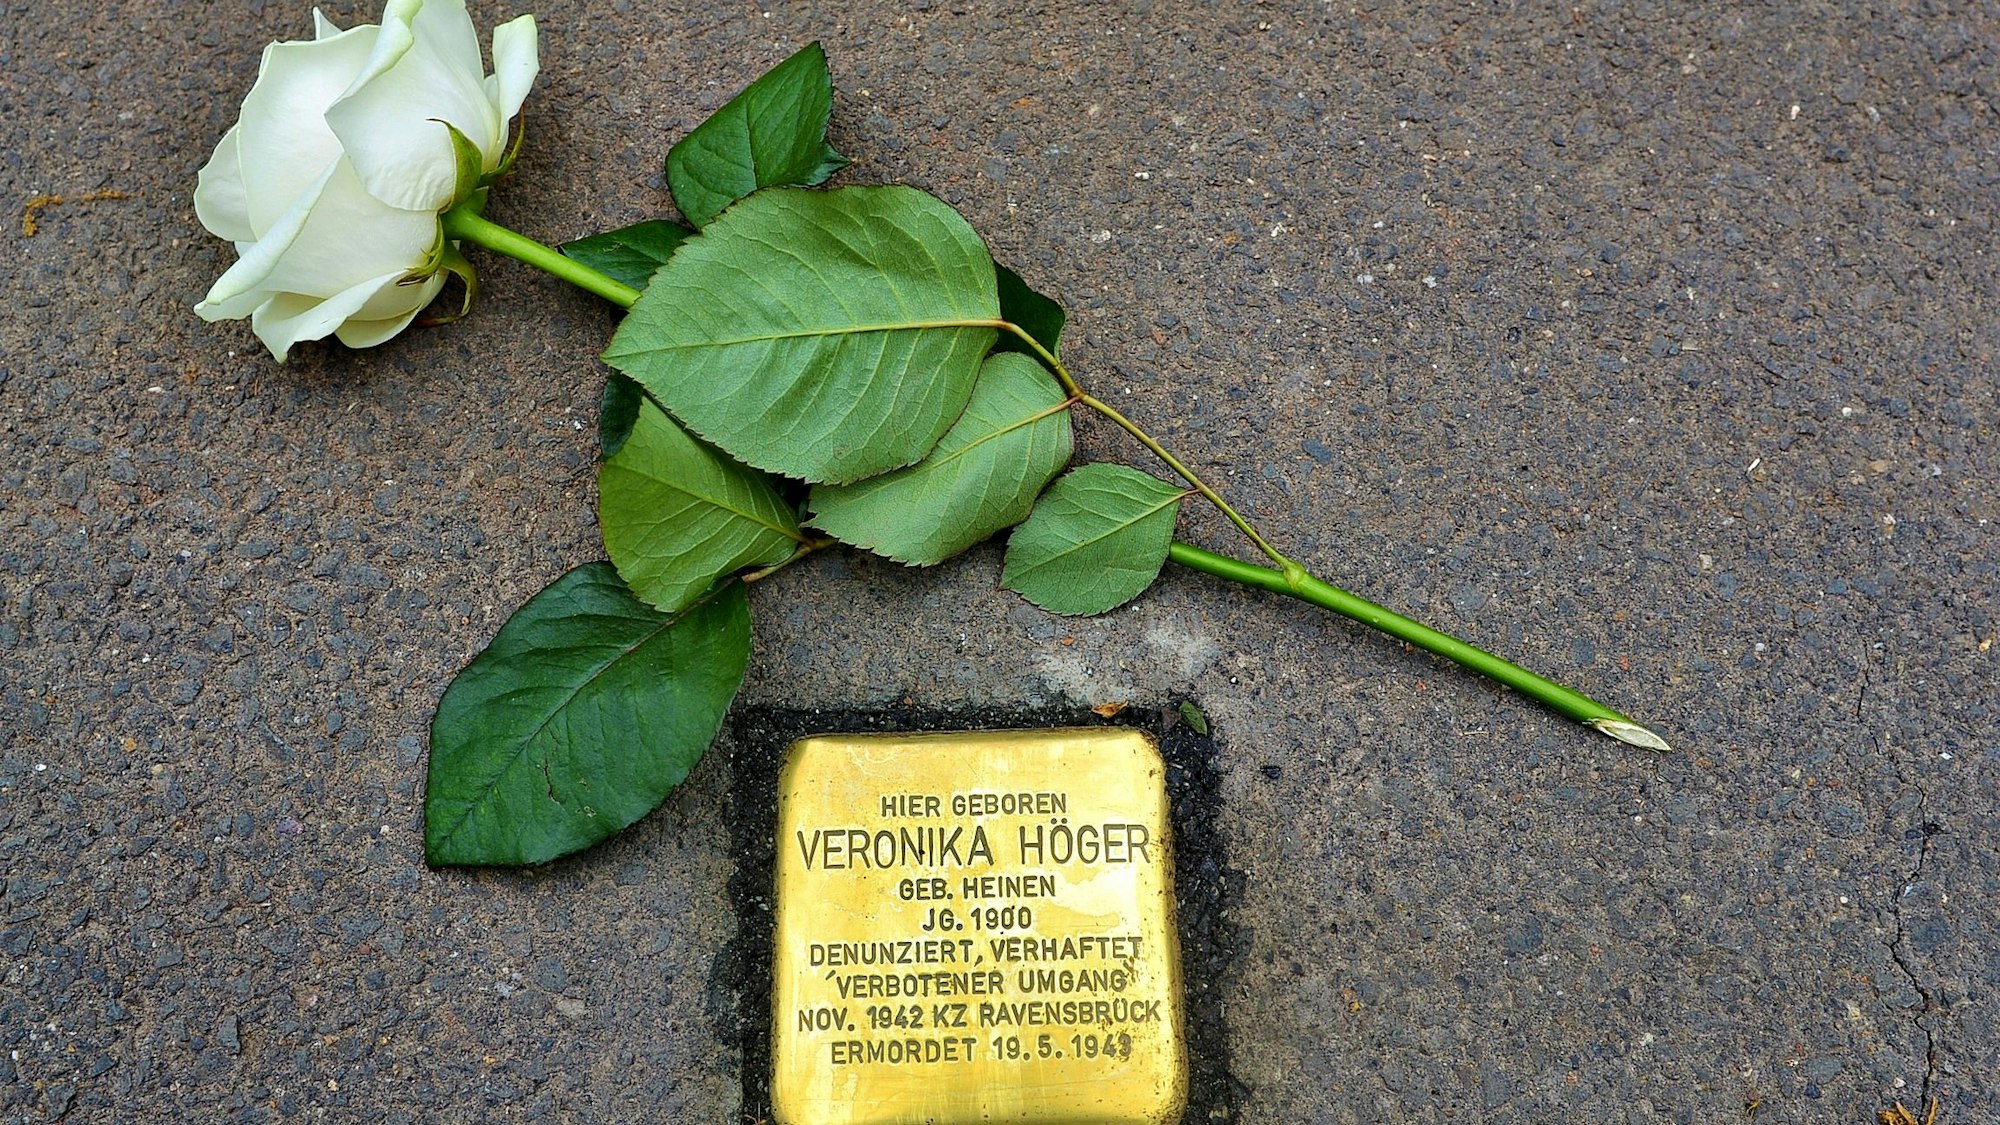 HIER GEBOREN
VERONIKA HÖGER
GEB. HEINEN
JG. 1900
DENUNZIERT, VERHAFTET
'VERBOTENER UMGANG'
NOV. 1942 KZ RAVENSBRÜCK
ERMORDET 19.5.1943